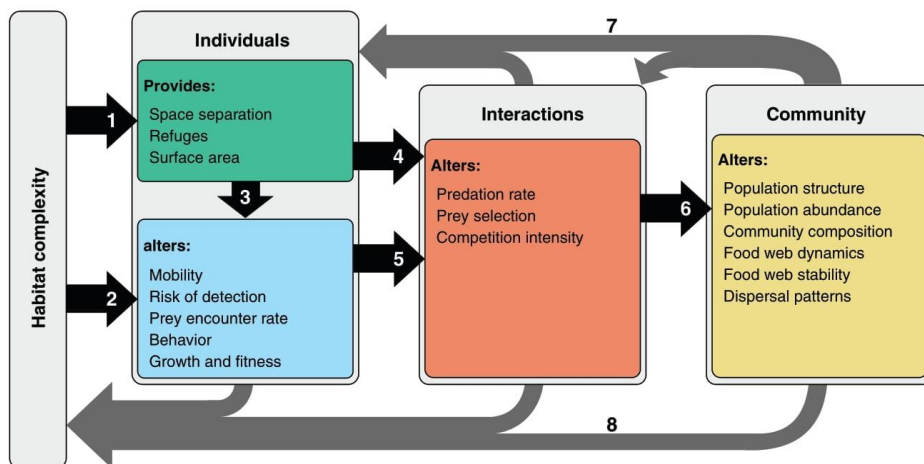 7
Individuals
Provides:
Space separation
Refuges
Surface area
1
3
4
Interactions
Alters:
Predation rate
Prey selection
Competition intensity
Community
Alters:
Population structure
Population abundance
Community composition
Food web dynamics
Food web stability
Dispersal patterns
6
Habitat complexity
2
alters:
Mobility
Risk of detection
Prey encounter rate
Behavior
Growth and fitness
5
8